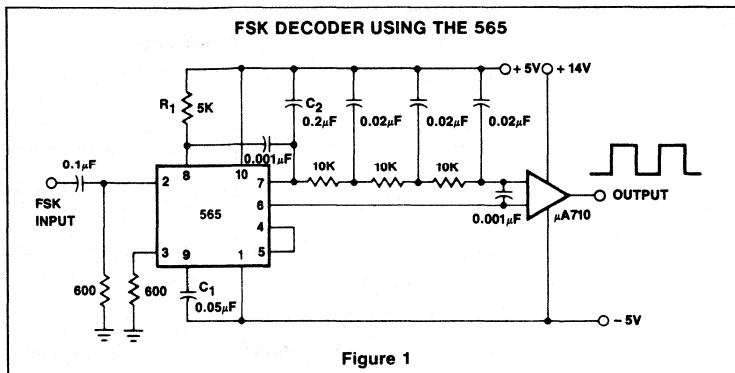 FSK DECODER USING THE 565
+ 5V + 14V
R1 5K
C2
0.2µF
0.02µF
0.02µF
0.02µF
0.001µF
0.1µF
8
10
10K
10K
10K
2
7
FSK
INPUT
6
565
4
5
3
9
1
0.001µF
µA710
OUTPUT
600
600
C1
0.05µF
– 5V
Figure 1